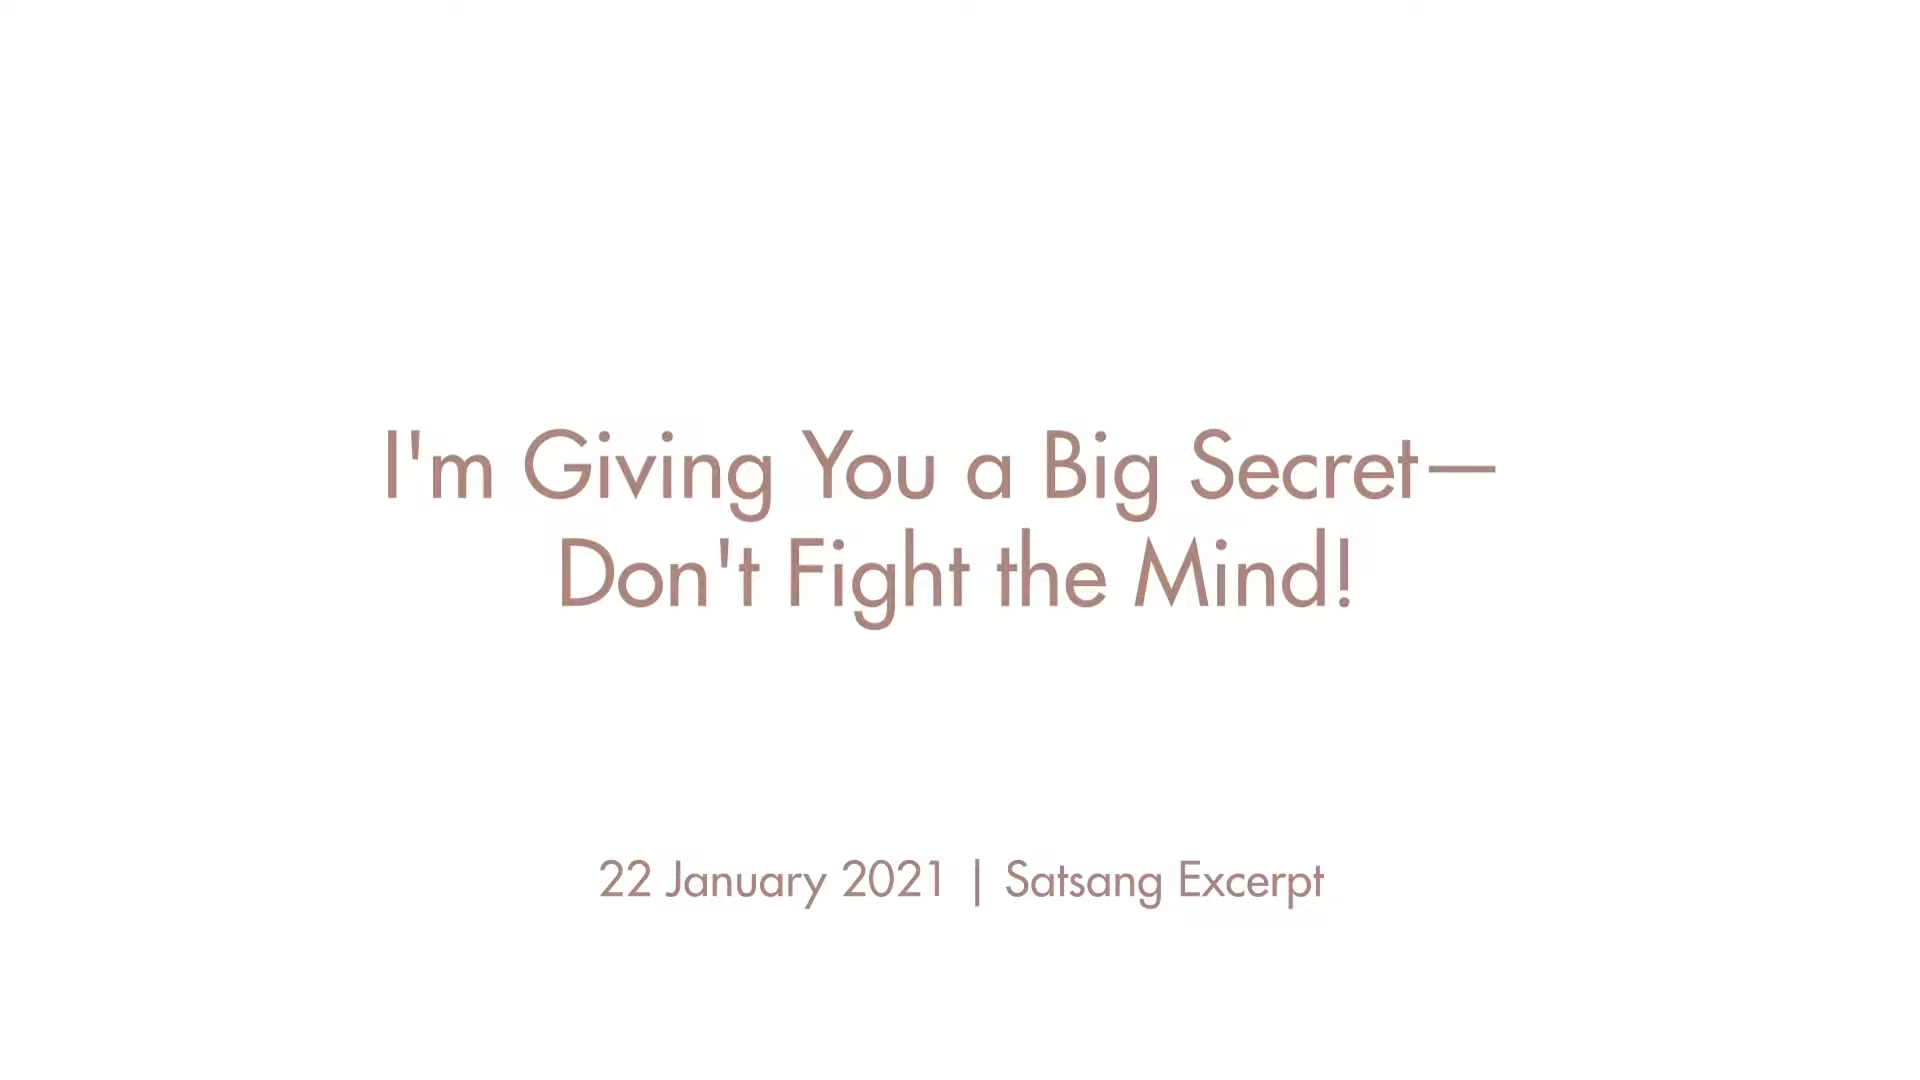 I'm Giving You a Big Secret—
Don't Fight the Mind!
22 January 2021 | Satsang Excerpt